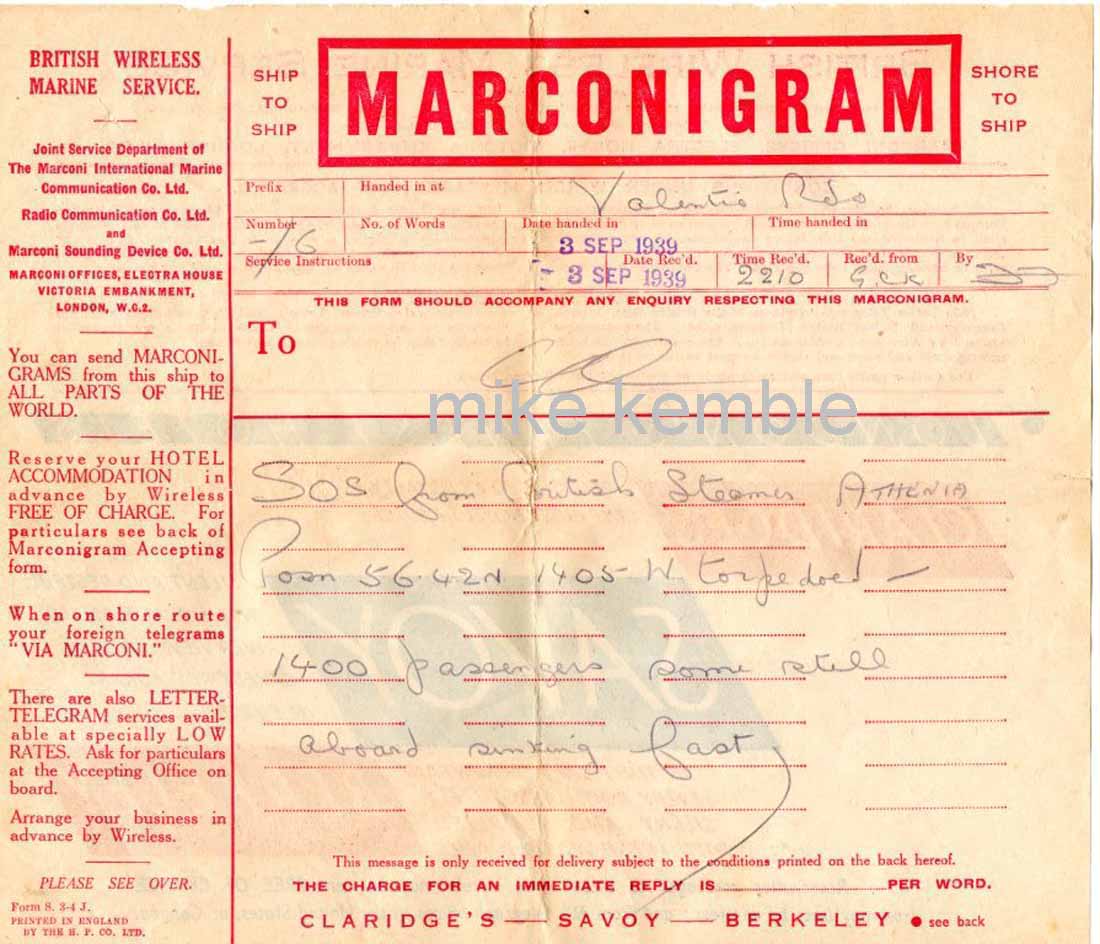 BRITISH WIRELESS
MARINE SERVICE.
Joint Service Department of
The Marconi International Marine
Communication Co. Ltd.
Radio Communication Co. Ltd.
and
Marconi Sounding Device Co. Ltd.
MARCONI OFFICES, ELECTRA HOUSE
VICTORIA EMBANKMENT,
LONDON, W.C.2.
You can send MARCONI-
GRAMS from this ship to
ALL PARTS OF THE
WORLD.
Reserve your HOTEL
ACCOMMODATION in
advance by Wireless
FREE OF CHARGE. For
particulars see back of
Marconigram Accepting
form.
When on shore route
your foreign telegrams
"VIA MARCONI."
There are also LETTER-
TELEGRAM services avail-
able at specially LOW
RATES. Ask for particulars
at the Accepting Office on
board.
Arrange your business in
advance by Wireless.
PLEASE SEE OVER.
Form S. 3-4 J.
PRINTED IN ENGLAND
BY THE H. P. CO. LTD.
SHIP
TO
SHIP
MARCONIGRAM
SHORE
TO
SHIP
Prefix
Handed in at
Valentia Rdo
Number
No. of Words
Date handed in
3 SEP 1939
Time handed in
Service Instructions
Date Rec'd.
- 3 SEP 1939
Time Rec'd.
2210
Rec'd. from
GCK
By
THIS FORM SHOULD ACCOMPANY ANY ENQUIRY RESPECTING THIS MARCONIGRAM.
To
mike kemble
SOS from British Steamer ATHENIA
Posn 56.42N 1405 W torpedoed —
1400 passengers some still
aboard sinking fast
This message is only received for delivery subject to the conditions printed on the back hereof.
THE CHARGE FOR AN IMMEDIATE REPLY IS PER WORD.
CLARIDGE'S — SAVOY — BERKELEY ● see back